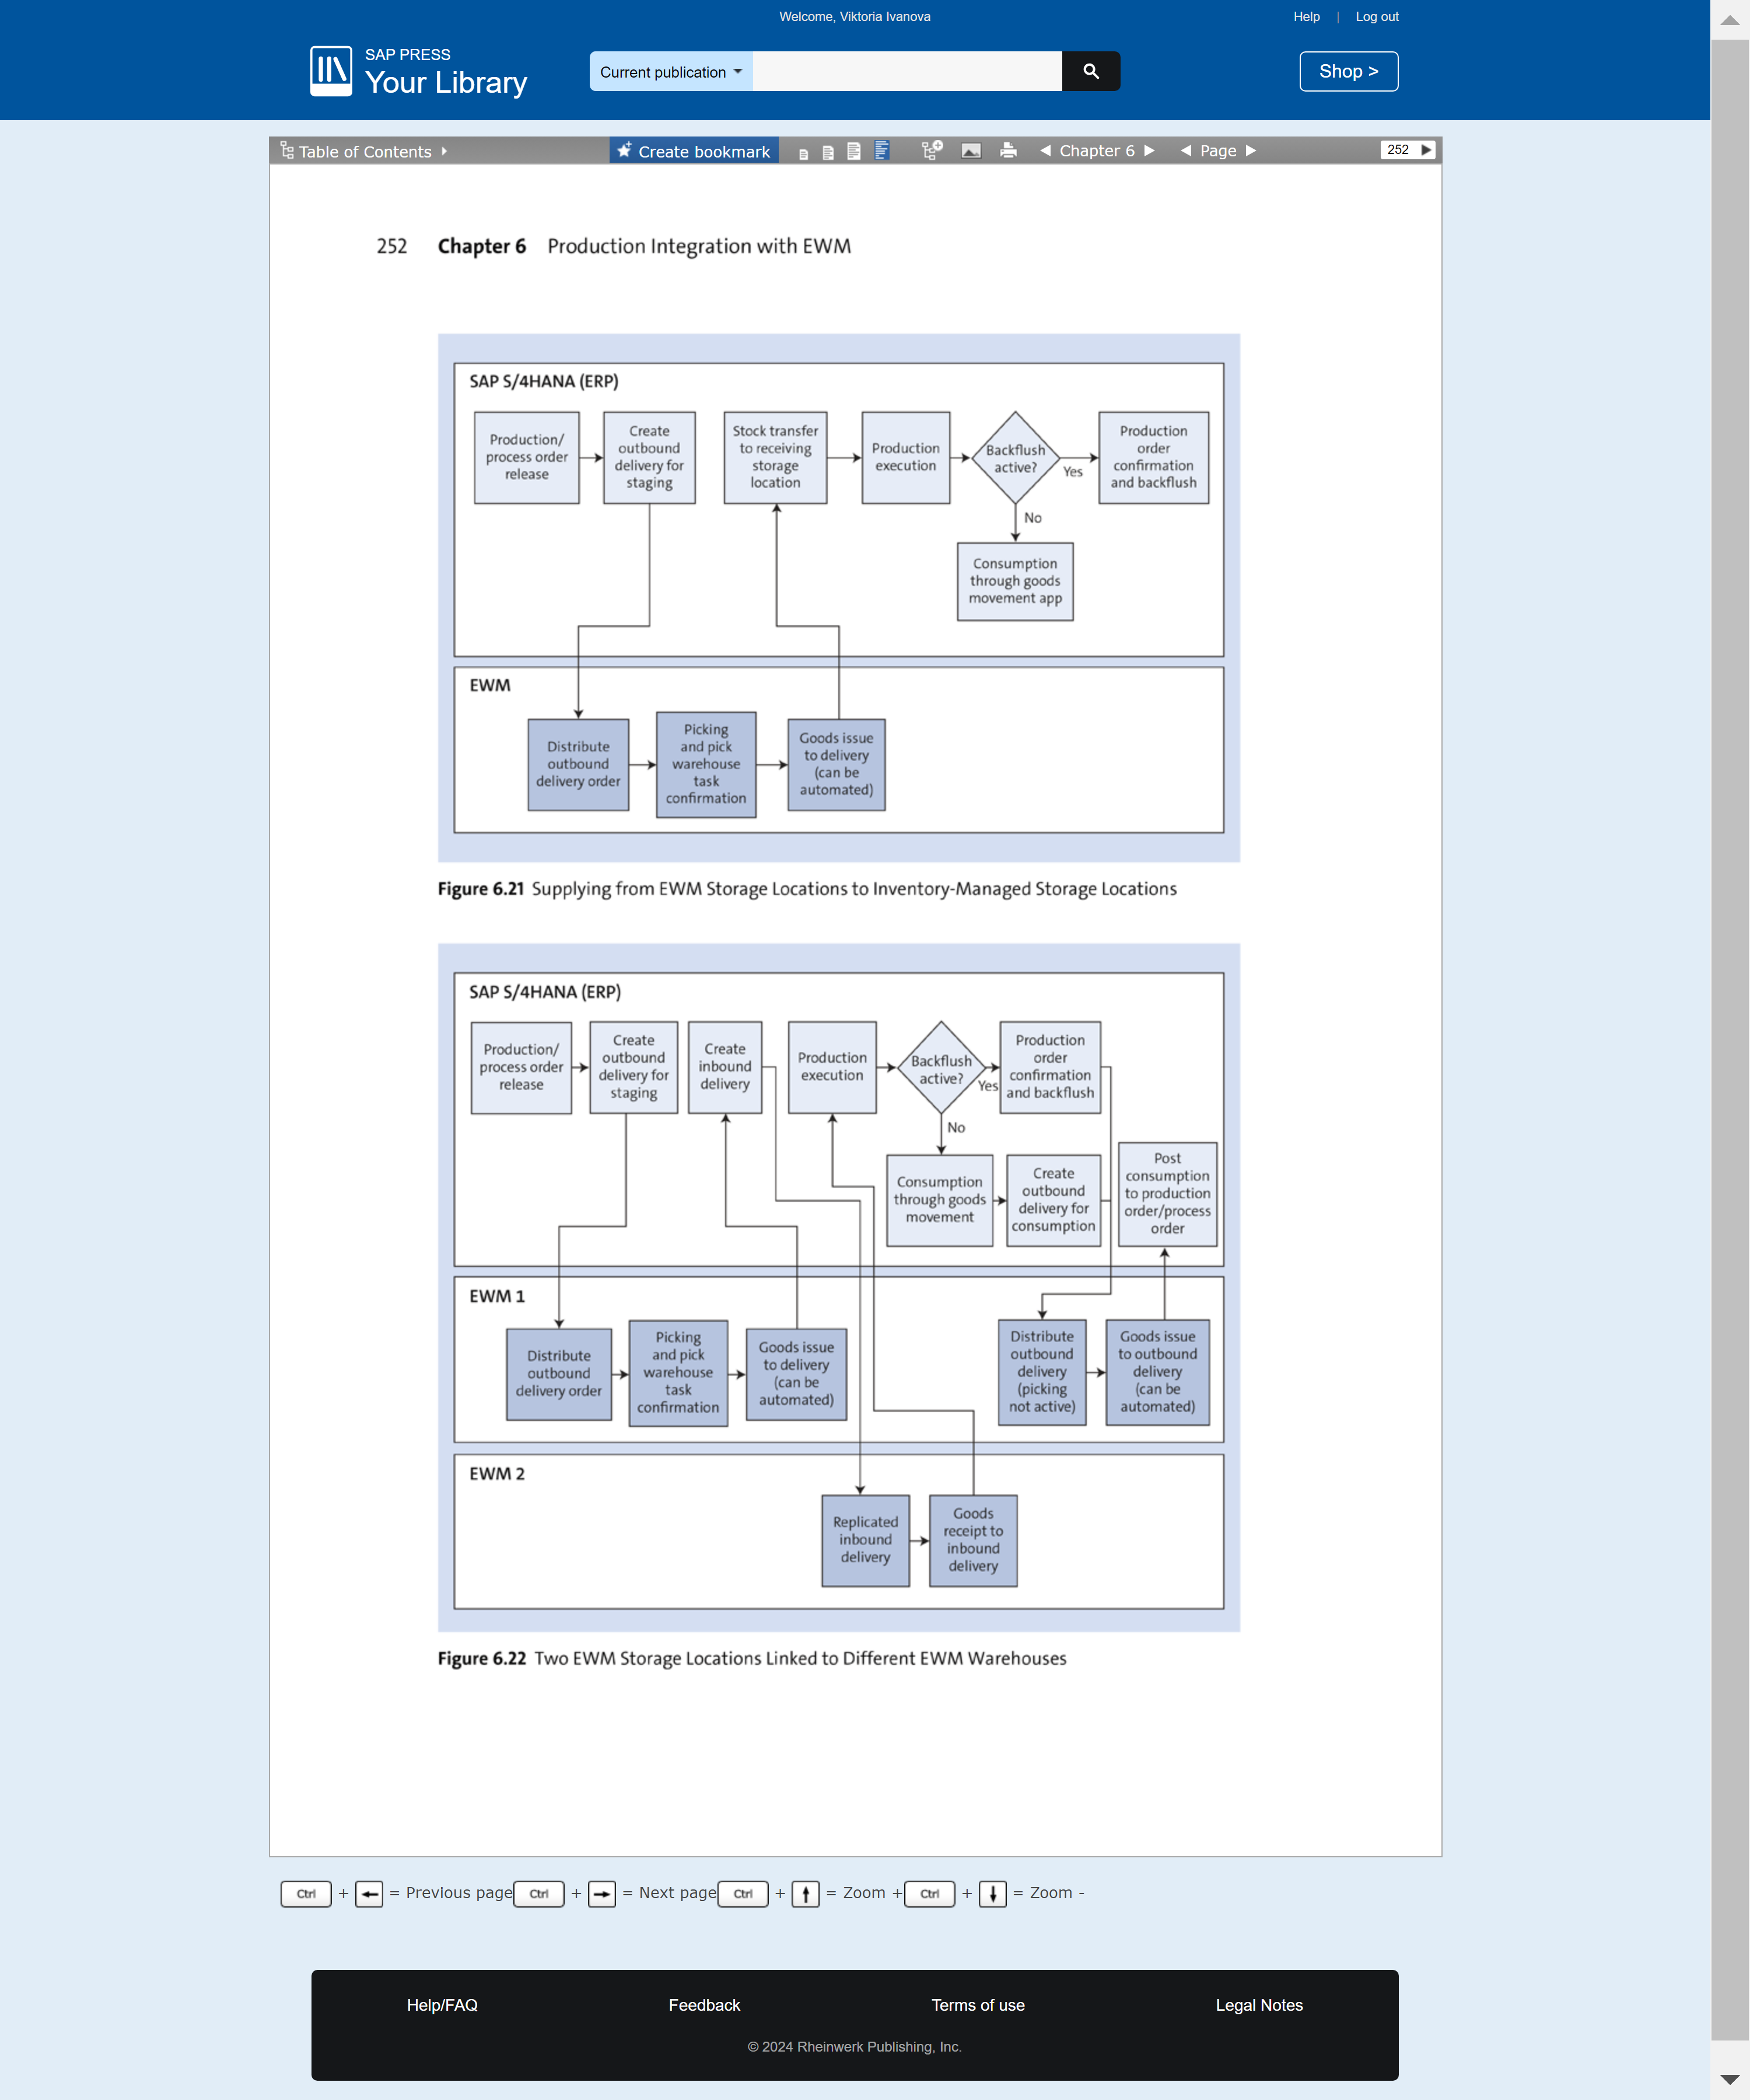 Welcome, Viktoria Ivanova
Help | Log out
SAP PRESS
Your Library
Current publication
Shop >
Table of Contents
Create bookmark
Chapter 6
Page
252
252 Chapter 6 Production Integration with EWM
SAP S/4HANA (ERP)
Production/
process order
release
Create
outbound
delivery for
staging
Stock transfer
to receiving
storage
location
Production
execution
Backflush
active?
Yes
Production
order
confirmation
and backflush
No
Consumption
through goods
movement app
EWM
Distribute
outbound
delivery order
Picking
and pick
warehouse
task
confirmation
Goods issue
to delivery
(can be
automated)
Figure 6.21 Supplying from EWM Storage Locations to Inventory-Managed Storage Locations
SAP S/4HANA (ERP)
Production/
process order
release
Create
outbound
delivery for
staging
Create
inbound
delivery
Production
execution
Backflush
active?
Yes
Production
order
confirmation
and backflush
No
Consumption
through goods
movement
Create
outbound
delivery for
consumption
Post
consumption
to production
order/process
order
EWM 1
Distribute
outbound
delivery order
Picking
and pick
warehouse
task
confirmation
Goods issue
to delivery
(can be
automated)
Distribute
outbound
delivery
(picking
not active)
Goods issue
to outbound
delivery
(can be
automated)
EWM 2
Replicated
inbound
delivery
Goods
receipt to
inbound
delivery
Figure 6.22 Two EWM Storage Locations Linked to Different EWM Warehouses
Ctrl + ← = Previous page Ctrl + → = Next page Ctrl + ↑ = Zoom + Ctrl + ↓ = Zoom -
Help/FAQ
Feedback
Terms of use
Legal Notes
© 2024 Rheinwerk Publishing, Inc.